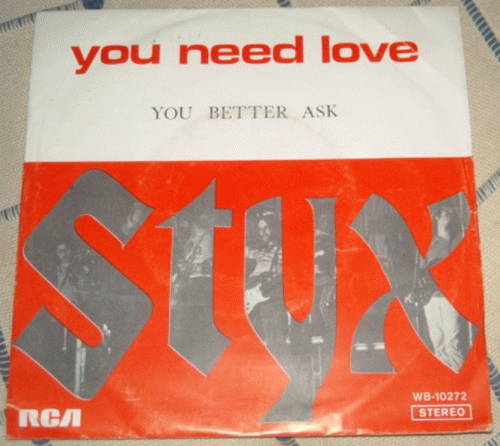 you need love
YOU BETTER ASK
Styx
WB-10272
RCA
STEREO